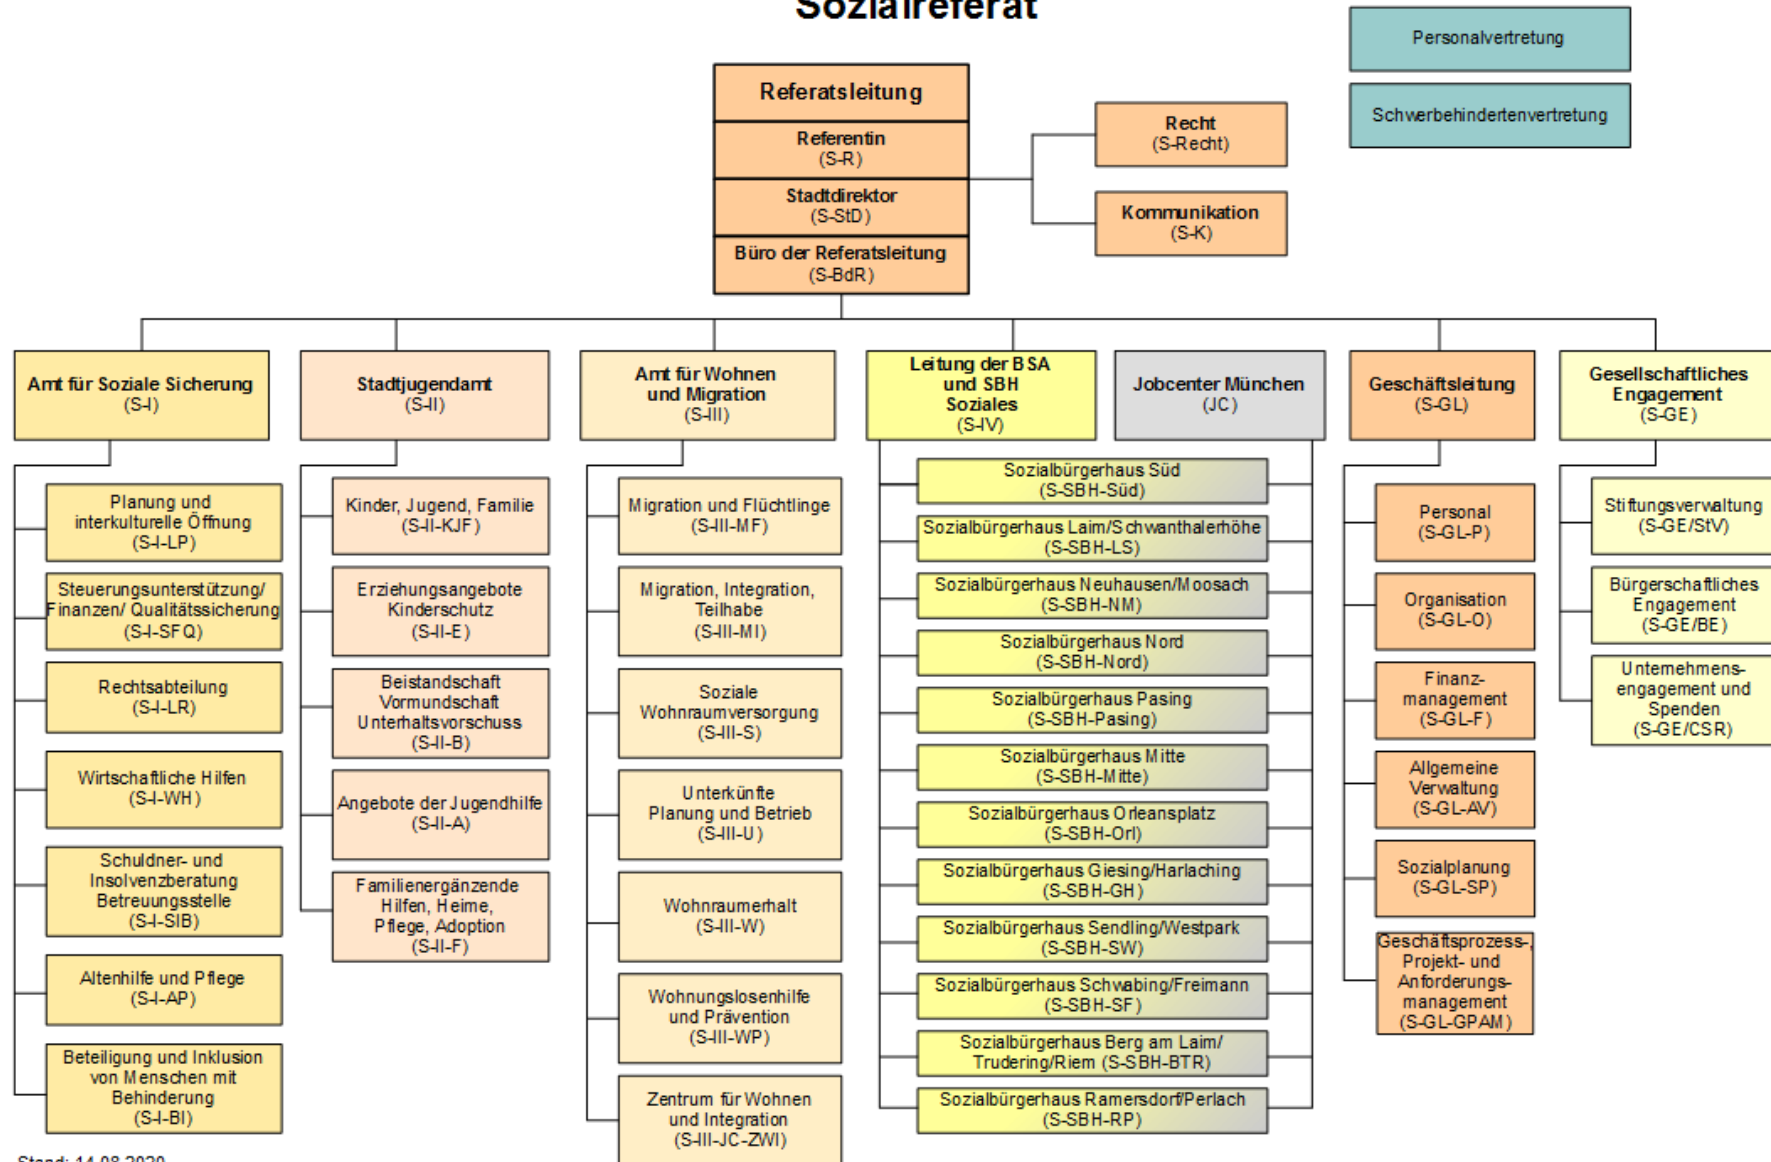 Sozialreferat
Personalvertretung
Schwerbehindertenvertretung
Referatsleitung
Referentin
(S-R)
Stadtdirektor
(S-StD)
Büro der Referatsleitung
(S-BdR)
Recht
(S-Recht)
Kommunikation
(S-K)
Amt für Soziale Sicherung
(S-I)
Planung und
interkulturelle Öffnung
(S-I-LP)
Steuerungsunterstützung/
Finanzen/ Qualitätssicherung
(S-I-SFQ)
Rechtsabteilung
(S-I-LR)
Wirtschaftliche Hilfen
(S-I-WH)
Schuldner- und
Insolvenzberatung
Betreuungsstelle
(S-I-SIB)
Altenhilfe und Pflege
(S-I-AP)
Beteiligung und Inklusion
von Menschen mit
Behinderung
(S-I-BI)
Stadtjugendamt
(S-II)
Kinder, Jugend, Familie
(S-II-KJF)
Erziehungsangebote
Kinderschutz
(S-II-E)
Beistandschaft
Vormundschaft
Unterhaltsvorschuss
(S-II-B)
Angebote der Jugendhilfe
(S-II-A)
Familienergänzende
Hilfen, Heime,
Pflege, Adoption
(S-II-F)
Amt für Wohnen
und Migration
(S-III)
Migration und Flüchtlinge
(S-III-MF)
Migration, Integration,
Teilhabe
(S-III-MI)
Soziale
Wohnraumversorgung
(S-III-S)
Unterkünfte
Planung und Betrieb
(S-III-U)
Wohnraumerhalt
(S-III-W)
Wohnungslosenhilfe
und Prävention
(S-III-WP)
Zentrum für Wohnen
und Integration
(S-III-JC-ZWI)
Leitung der BSA
und SBH
Soziales
(S-IV)
Jobcenter München
(JC)
Sozialbürgerhaus Süd
(S-SBH-Süd)
Sozialbürgerhaus Laim/Schwanthalerhöhe
(S-SBH-LS)
Sozialbürgerhaus Neuhausen/Moosach
(S-SBH-NM)
Sozialbürgerhaus Nord
(S-SBH-Nord)
Sozialbürgerhaus Pasing
(S-SBH-Pasing)
Sozialbürgerhaus Mitte
(S-SBH-Mitte)
Sozialbürgerhaus Orleansplatz
(S-SBH-Orl)
Sozialbürgerhaus Giesing/Harlaching
(S-SBH-GH)
Sozialbürgerhaus Sendling/Westpark
(S-SBH-SW)
Sozialbürgerhaus Schwabing/Freimann
(S-SBH-SF)
Sozialbürgerhaus Berg am Laim/
Trudering/Riem (S-SBH-BTR)
Sozialbürgerhaus Ramersdorf/Perlach
(S-SBH-RP)
Geschäftsleitung
(S-GL)
Personal
(S-GL-P)
Organisation
(S-GL-O)
Finanz-
management
(S-GL-F)
Allgemeine
Verwaltung
(S-GL-AV)
Sozialplanung
(S-GL-SP)
Geschäftsprozess-,
Projekt- und
Anforderungs-
management
(S-GL-GPAM)
Gesellschaftliches
Engagement
(S-GE)
Stiftungsverwaltung
(S-GE/StV)
Bürgerschaftliches
Engagement
(S-GE/BE)
Unternehmens-
engagement und
Spenden
(S-GE/CSR)
Stand: 14.08.2020